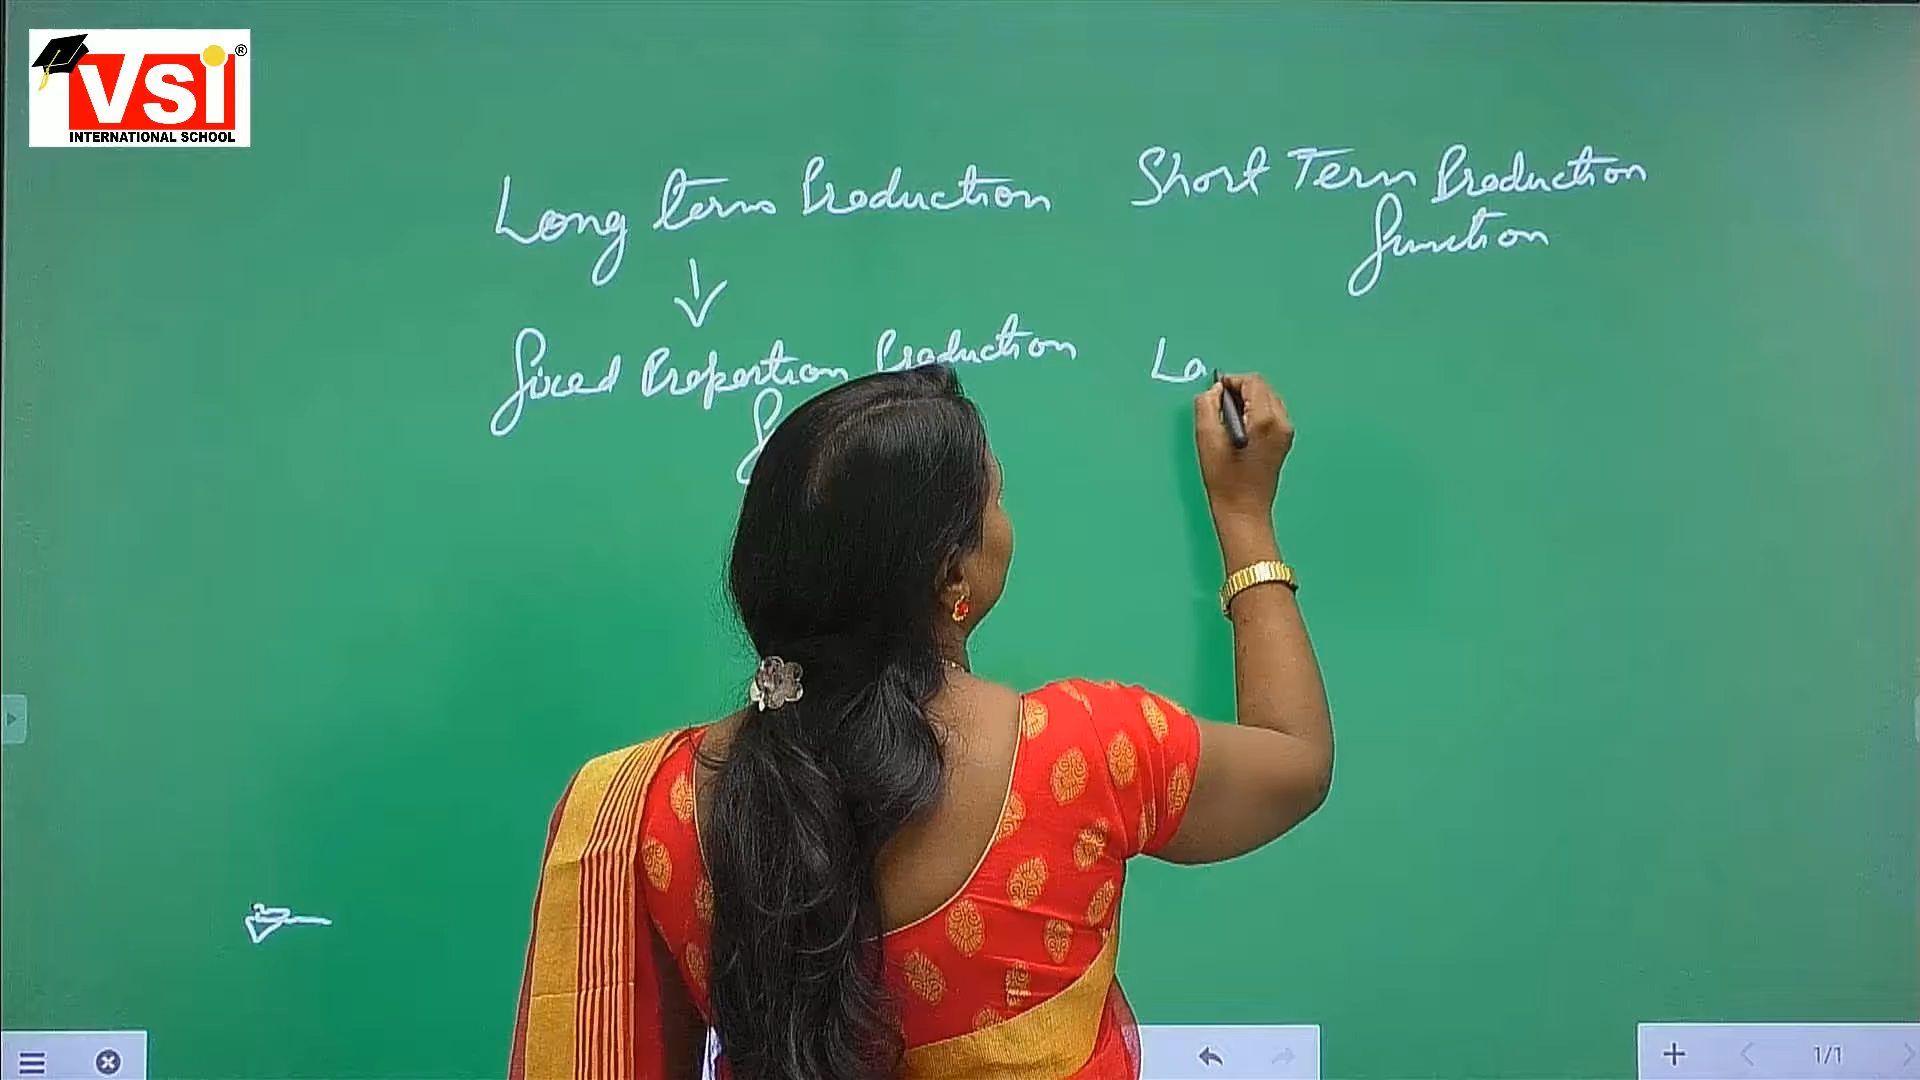 VSI ®
INTERNATIONAL SCHOOL
Long term Production
Short Term Production
function
fixed Proportion Production
La
1/1